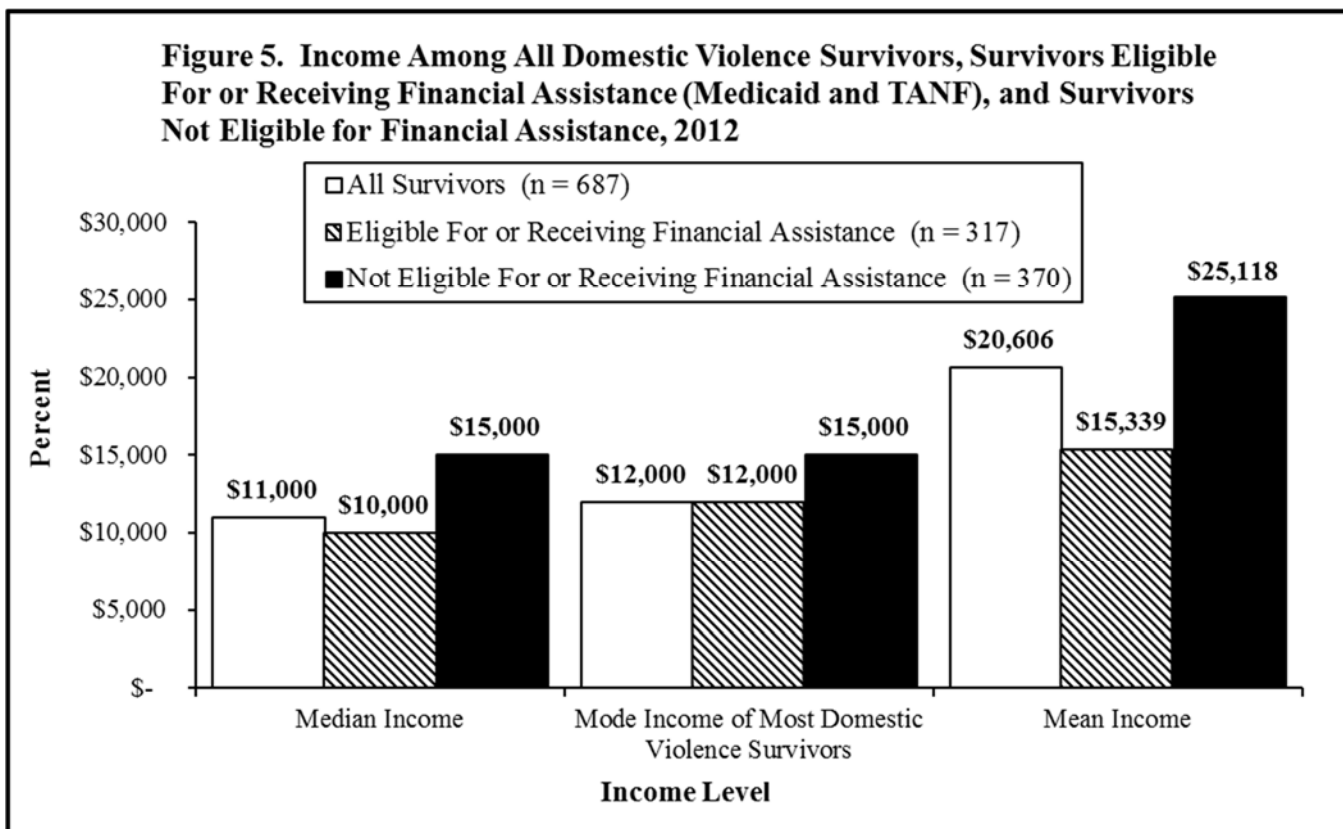 Figure 5. Income Among All Domestic Violence Survivors, Survivors Eligible
For or Receiving Financial Assistance (Medicaid and TANF), and Survivors
Not Eligible for Financial Assistance, 2012
All Survivors (n = 687)
Eligible For or Receiving Financial Assistance (n = 317)
Not Eligible For or Receiving Financial Assistance (n = 370)
Percent
$30,000
$25,000
$20,000
$15,000
$10,000
$5,000
$-
$11,000
$10,000
$15,000
$12,000
$12,000
$15,000
$20,606
$15,339
$25,118
Median Income
Mode Income of Most Domestic
Violence Survivors
Mean Income
Income Level